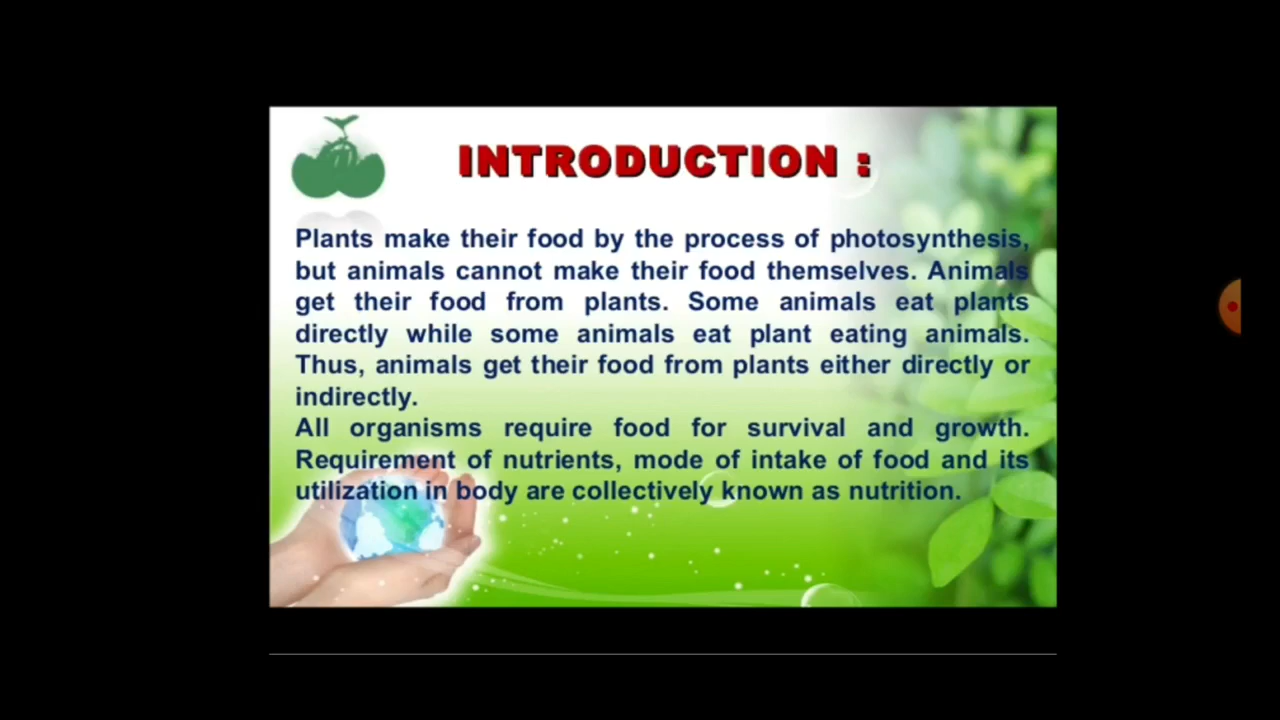 INTRODUCTION :
Plants make their food by the process of photosynthesis,
but animals cannot make their food themselves. Animals
get their food from plants. Some animals eat plants
directly while some animals eat plant eating animals.
Thus, animals get their food from plants either directly or
indirectly.
All organisms require food for survival and growth.
Requirement of nutrients, mode of intake of food and its
utilization in body are collectively known as nutrition.